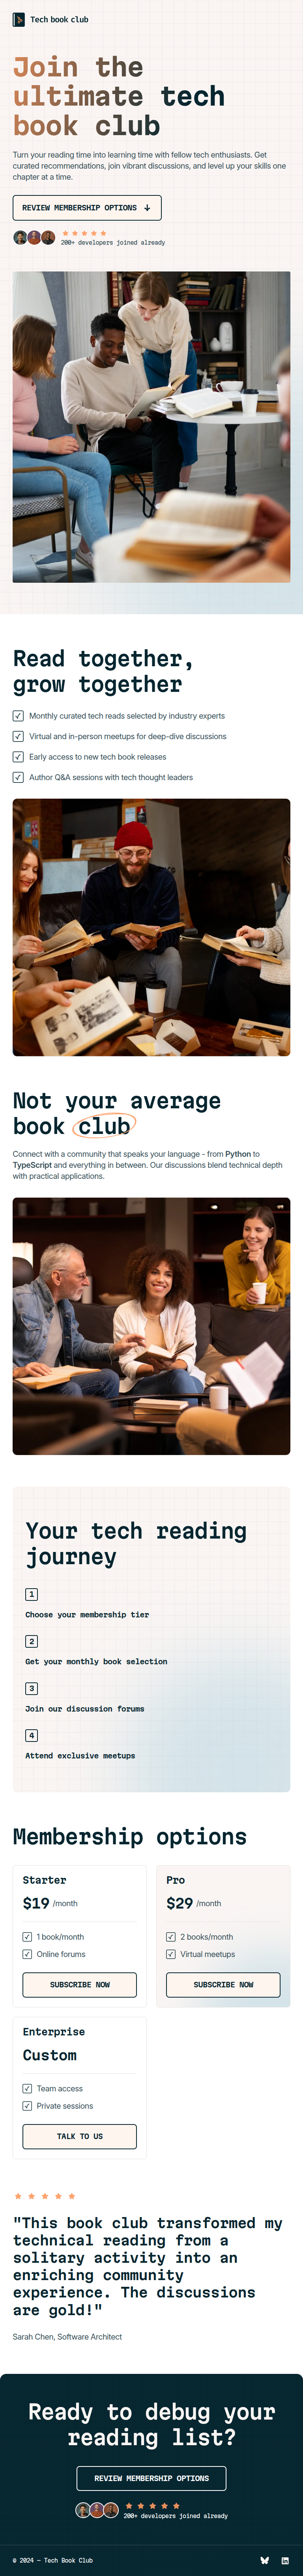 Tech book club
Join the
ultimate tech
book club
Turn your reading time into learning time with fellow tech enthusiasts. Get
curated recommendations, join vibrant discussions, and level up your skills one
chapter at a time.
REVIEW MEMBERSHIP OPTIONS ↓
200+ developers joined already
Read together,
grow together
Monthly curated tech reads selected by industry experts
Virtual and in-person meetups for deep-dive discussions
Early access to new tech book releases
Author Q&A sessions with tech thought leaders
Not your average
book club
Connect with a community that speaks your language - from Python to
TypeScript and everything in between. Our discussions blend technical depth
with practical applications.
Your tech reading
journey
1
Choose your membership tier
2
Get your monthly book selection
3
Join our discussion forums
4
Attend exclusive meetups
Membership options
Starter
$19 /month
1 book/month
Online forums
SUBSCRIBE NOW
Pro
$29 /month
2 books/month
Virtual meetups
SUBSCRIBE NOW
Enterprise
Custom
Team access
Private sessions
TALK TO US
"This book club transformed my
technical reading from a
solitary activity into an
enriching community
experience. The discussions
are gold!"
Sarah Chen, Software Architect
Ready to debug your
reading list?
REVIEW MEMBERSHIP OPTIONS
200+ developers joined already
© 2024 — Tech Book Club
in